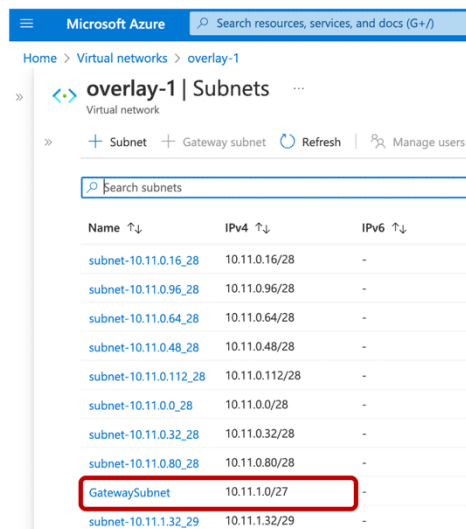 Microsoft Azure Search resources, services, and docs (G+/)
Home > Virtual networks > overlay-1
overlay-1 | Subnets ...
Virtual network
+ Subnet + Gateway subnet Refresh Manage users
Search subnets
Name ↑↓ IPv4 ↑↓ IPv6 ↑↓
subnet-10.11.0.16_28 10.11.0.16/28 -
subnet-10.11.0.96_28 10.11.0.96/28 -
subnet-10.11.0.64_28 10.11.0.64/28 -
subnet-10.11.0.48_28 10.11.0.48/28 -
subnet-10.11.0.112_28 10.11.0.112/28 -
subnet-10.11.0.0_28 10.11.0.0/28 -
subnet-10.11.0.32_28 10.11.0.32/28 -
subnet-10.11.0.80_28 10.11.0.80/28 -
GatewaySubnet 10.11.1.0/27 -
subnet-10.11.1.32_29 10.11.1.32/29 -